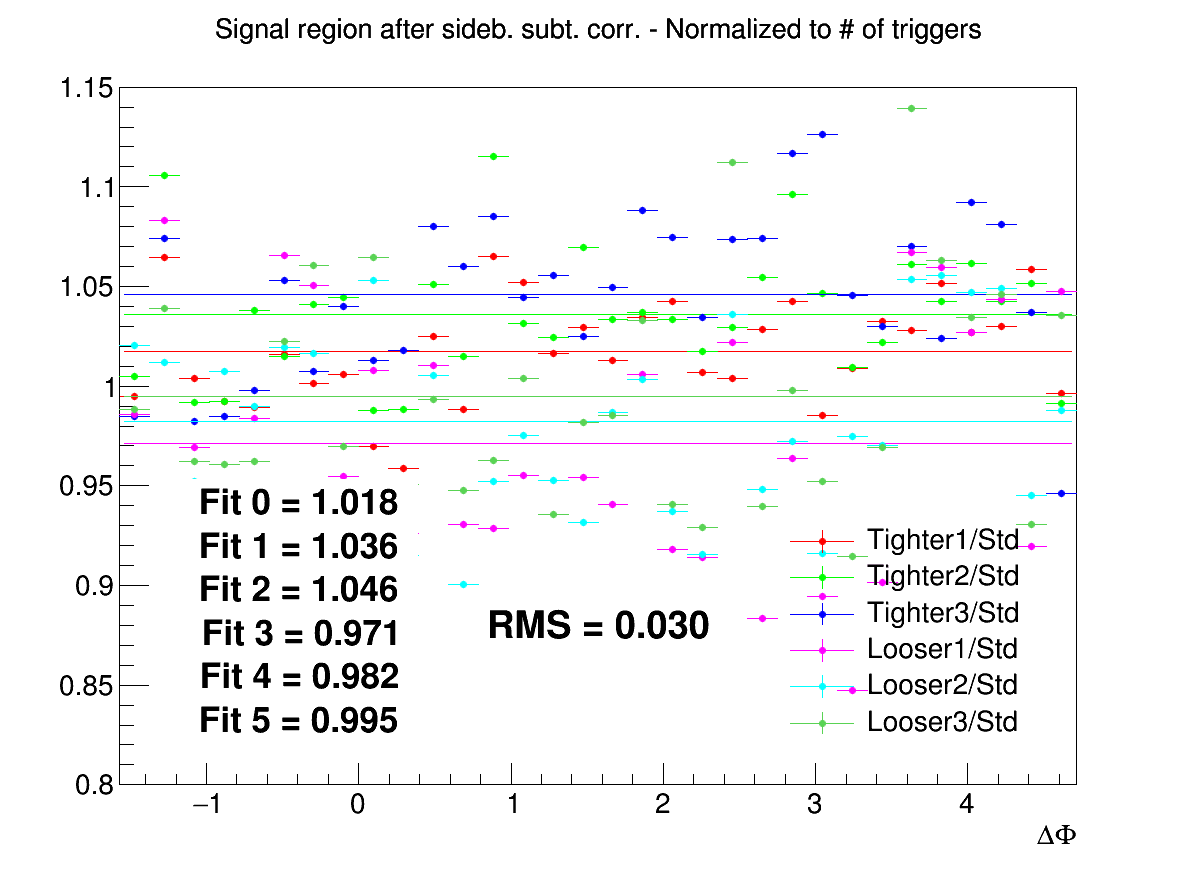 Signal region after sideb. subt. corr. - Normalized to # of triggers
1.15
1.1
1.05
1
0.95
0.9
0.85
0.8
Fit 0 = 1.018
Fit 1 = 1.036
Fit 2 = 1.046
Fit 3 = 0.971
Fit 4 = 0.982
Fit 5 = 0.995
RMS = 0.030
Tighter1/Std
Tighter2/Std
Tighter3/Std
Looser1/Std
Looser2/Std
Looser3/Std
−1 0 1 2 3 4
ΔΦ